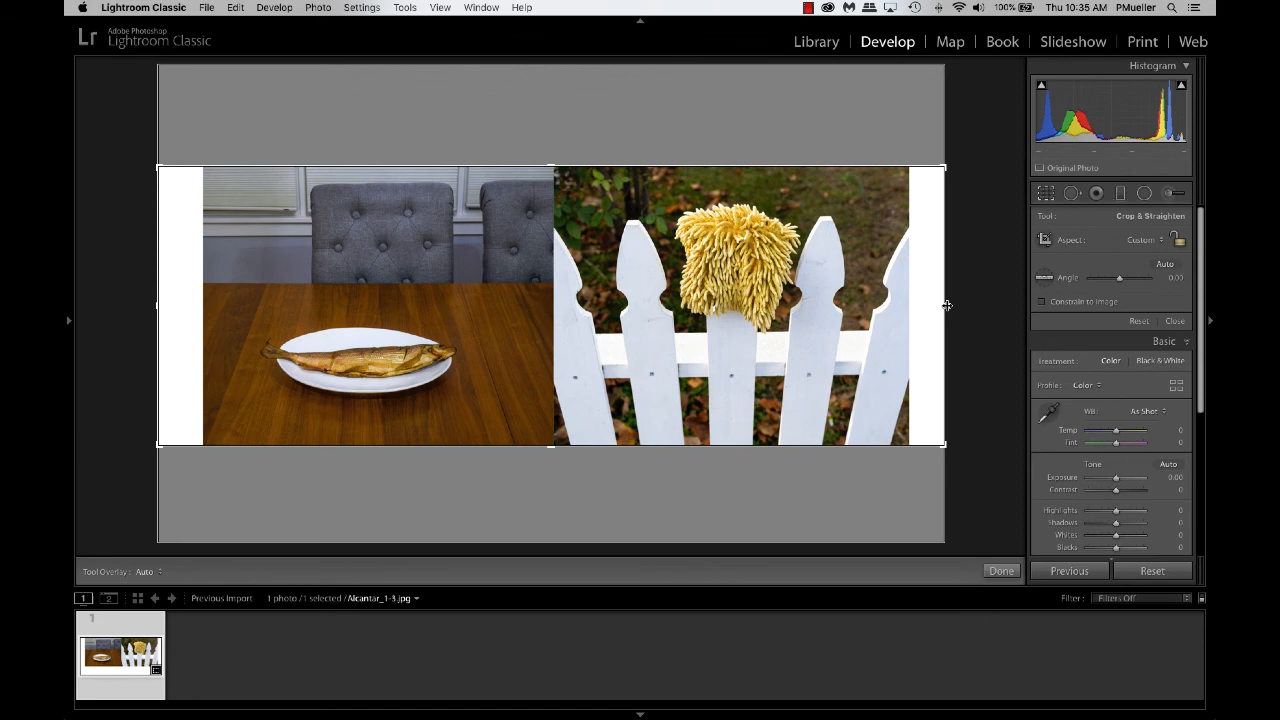 Lightroom Classic File Edit Develop Photo Settings Tools View Window Help 100% Thu 10:35 AM PMueller
Lr Adobe Photoshop
Lightroom Classic
Library Develop Map Book Slideshow Print Web
Histogram
Original Photo
Tool : Crop & Straighten
Aspect : Custom
Auto
Angle 0.00
Constrain to Image
Reset Close
Basic
Treatment : Color Black & White
Profile : Color
WB : As Shot
Temp 0
Tint 0
Tone Auto
Exposure 0.00
Contrast 0
Highlights 0
Shadows 0
Whites 0
Blacks 0
Tool Overlay : Auto Done Previous Reset
1 2 Previous Import 1 photo / 1 selected / Alcantar_1-3.jpg Filter : Filters Off
1